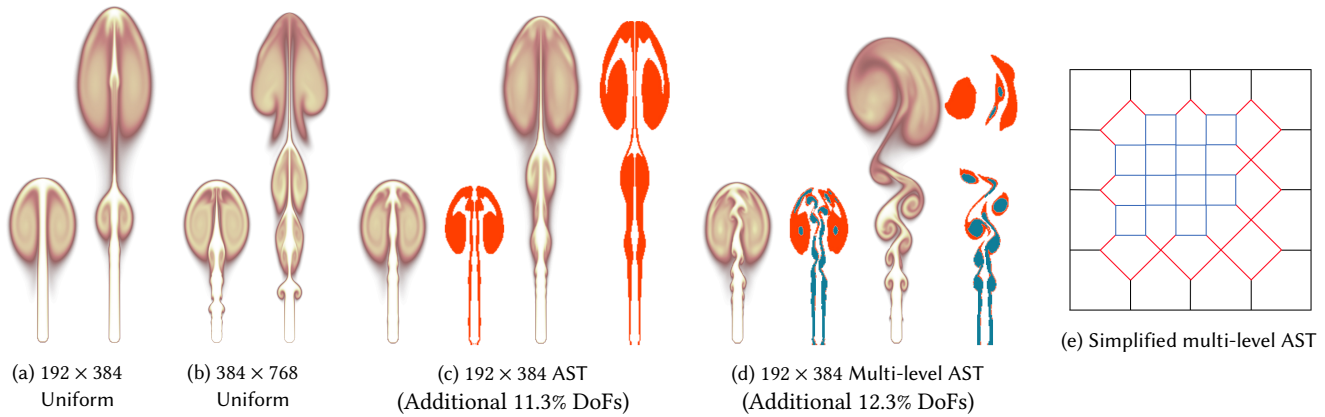 (a) 192 × 384
Uniform
(b) 384 × 768
Uniform
(c) 192 × 384 AST
(Additional 11.3% DoFs)
(d) 192 × 384 Multi-level AST
(Additional 12.3% DoFs)
(e) Simplified multi-level AST